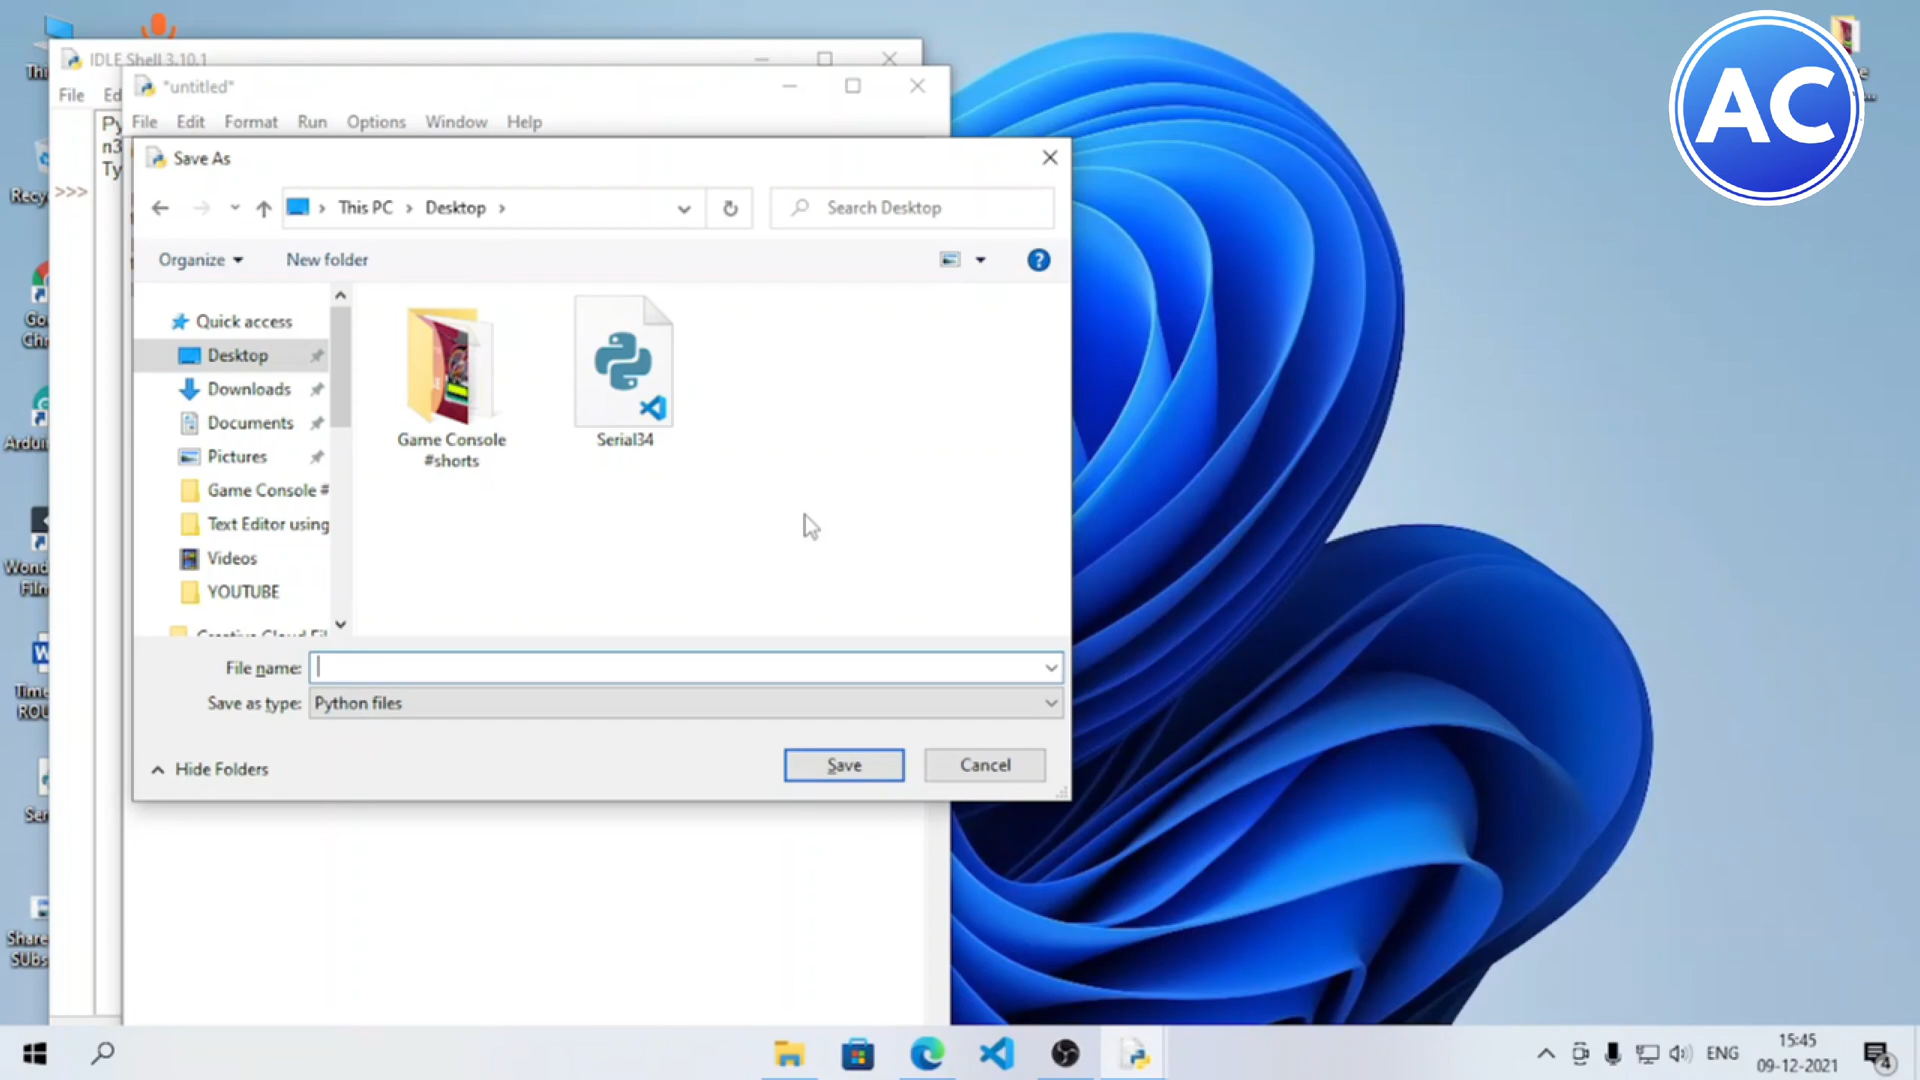 IDLE Shell 3.10.1
File
*untitled*
File Edit Format Run Options Window Help
>>>
Save As
This PC > Desktop >
Search Desktop
Organize
New folder
Quick access
Desktop
Downloads
Documents
Pictures
Game Console #
Text Editor using
Videos
YOUTUBE
Game Console
#shorts
Serial34
File name:
Save as type: Python files
Hide Folders
Save
Cancel
AC
ENG
15:45
09-12-2021
4